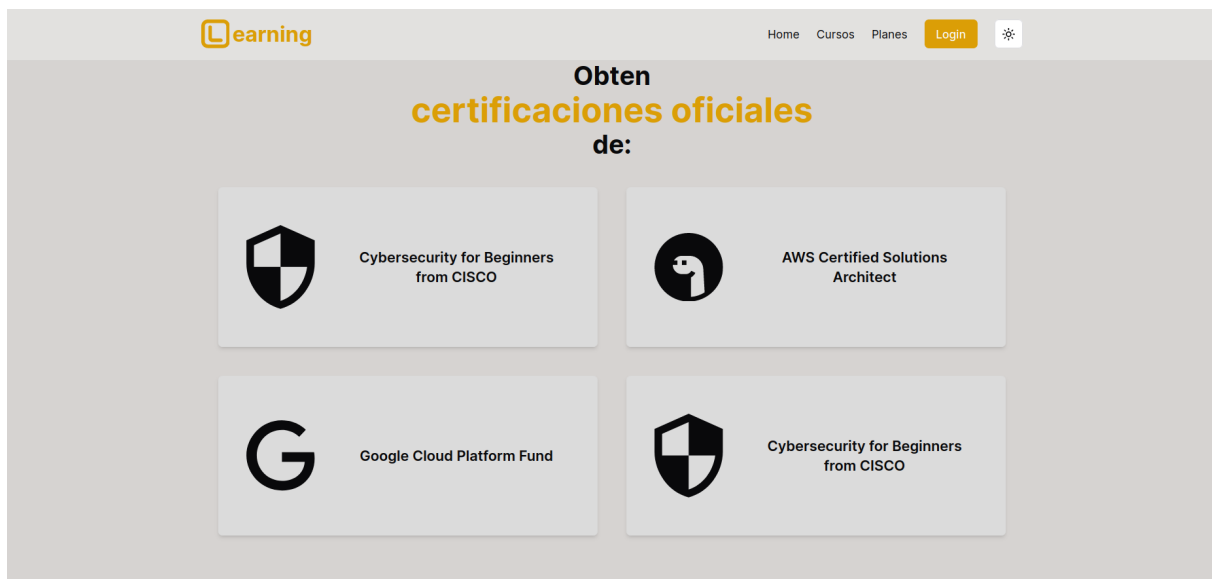 Learning
Home Cursos Planes Login
Obten
certificaciones oficiales
de:
Cybersecurity for Beginners
from CISCO
AWS Certified Solutions
Architect
Google Cloud Platform Fund
Cybersecurity for Beginners
from CISCO